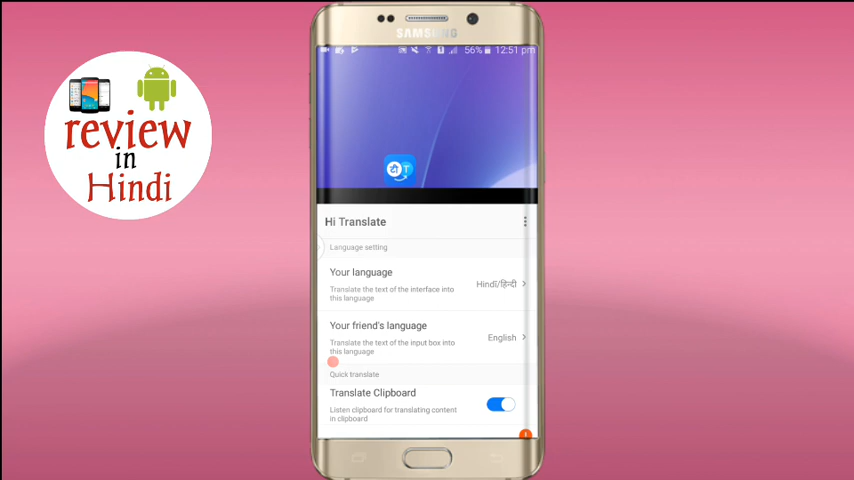 SAMSUNG
56% 12:51 pm
review
in
Hindi
टी T
Hi Translate
Language setting
Your language
Translate the text of the interface into
this language
Hindi/हिन्दी
Your friend's language
Translate the text of the input box into
this language
English
Quick translate
Translate Clipboard
Listen clipboard for translating content
in clipboard